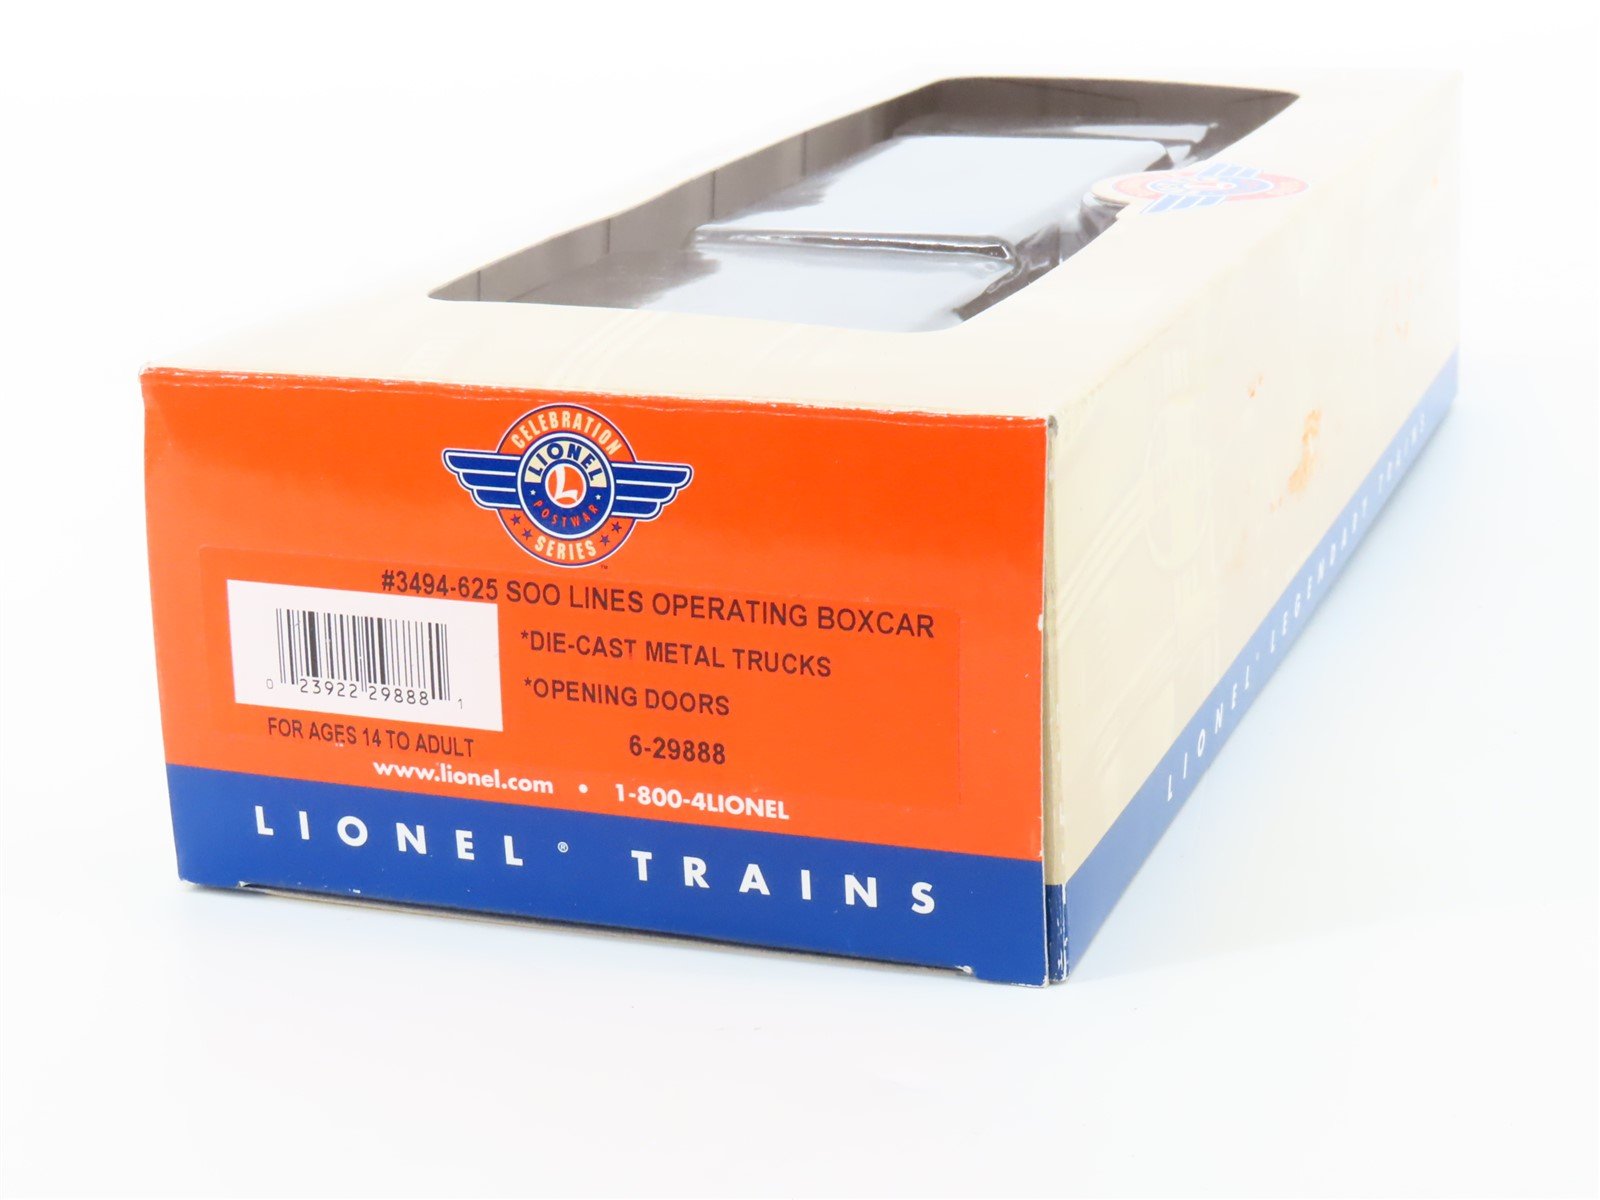 CELEBRATION
LIONEL
L
POSTWAR
SERIES
™
#3494-625 SOO LINES OPERATING BOXCAR
*DIE-CAST METAL TRUCKS
*OPENING DOORS
0 23922 29888 1
FOR AGES 14 TO ADULT
6-29888
www.lionel.com • 1-800-4LIONEL
LIONEL® TRAINS
LIONEL® LEGENDARY TRAINS